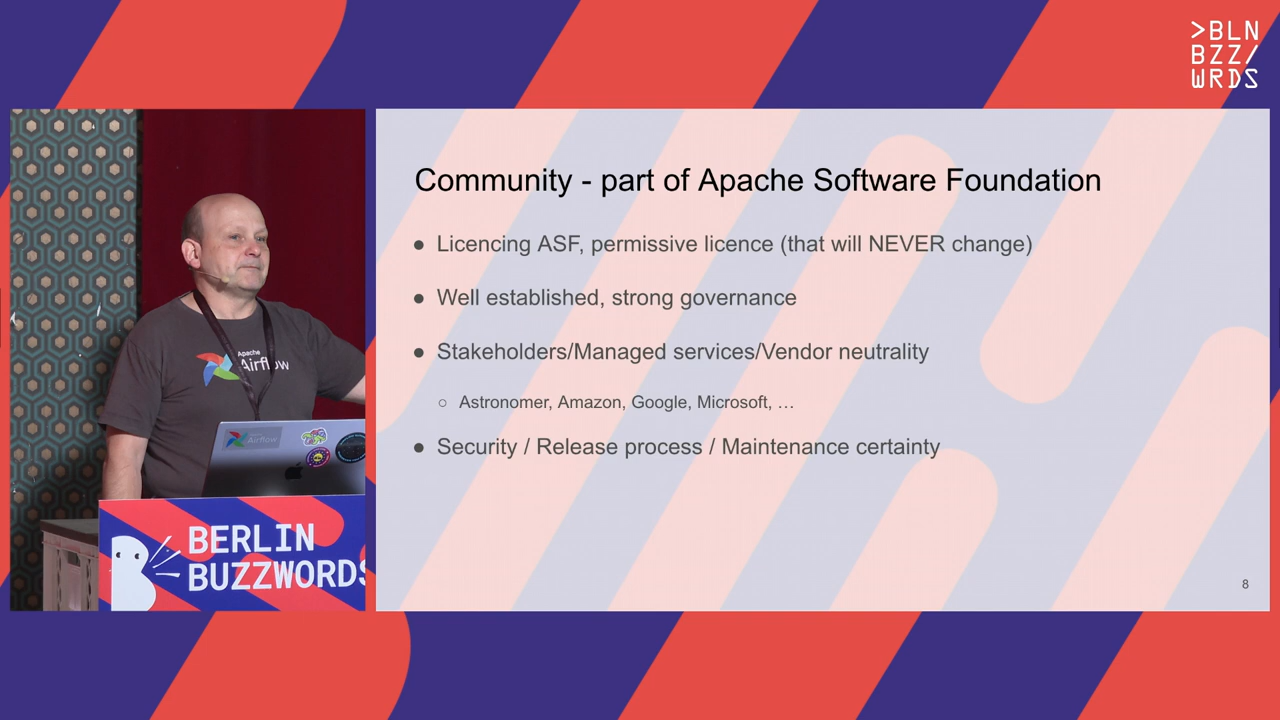 >BLN
BZZ/
WRDS
Community - part of Apache Software Foundation
● Licencing ASF, permissive licence (that will NEVER change)
● Well established, strong governance
● Stakeholders/Managed services/Vendor neutrality
○ Astronomer, Amazon, Google, Microsoft, …
● Security / Release process / Maintenance certainty
8
Apache
Airflow
Airflow
BERLIN
BUZZWORDS